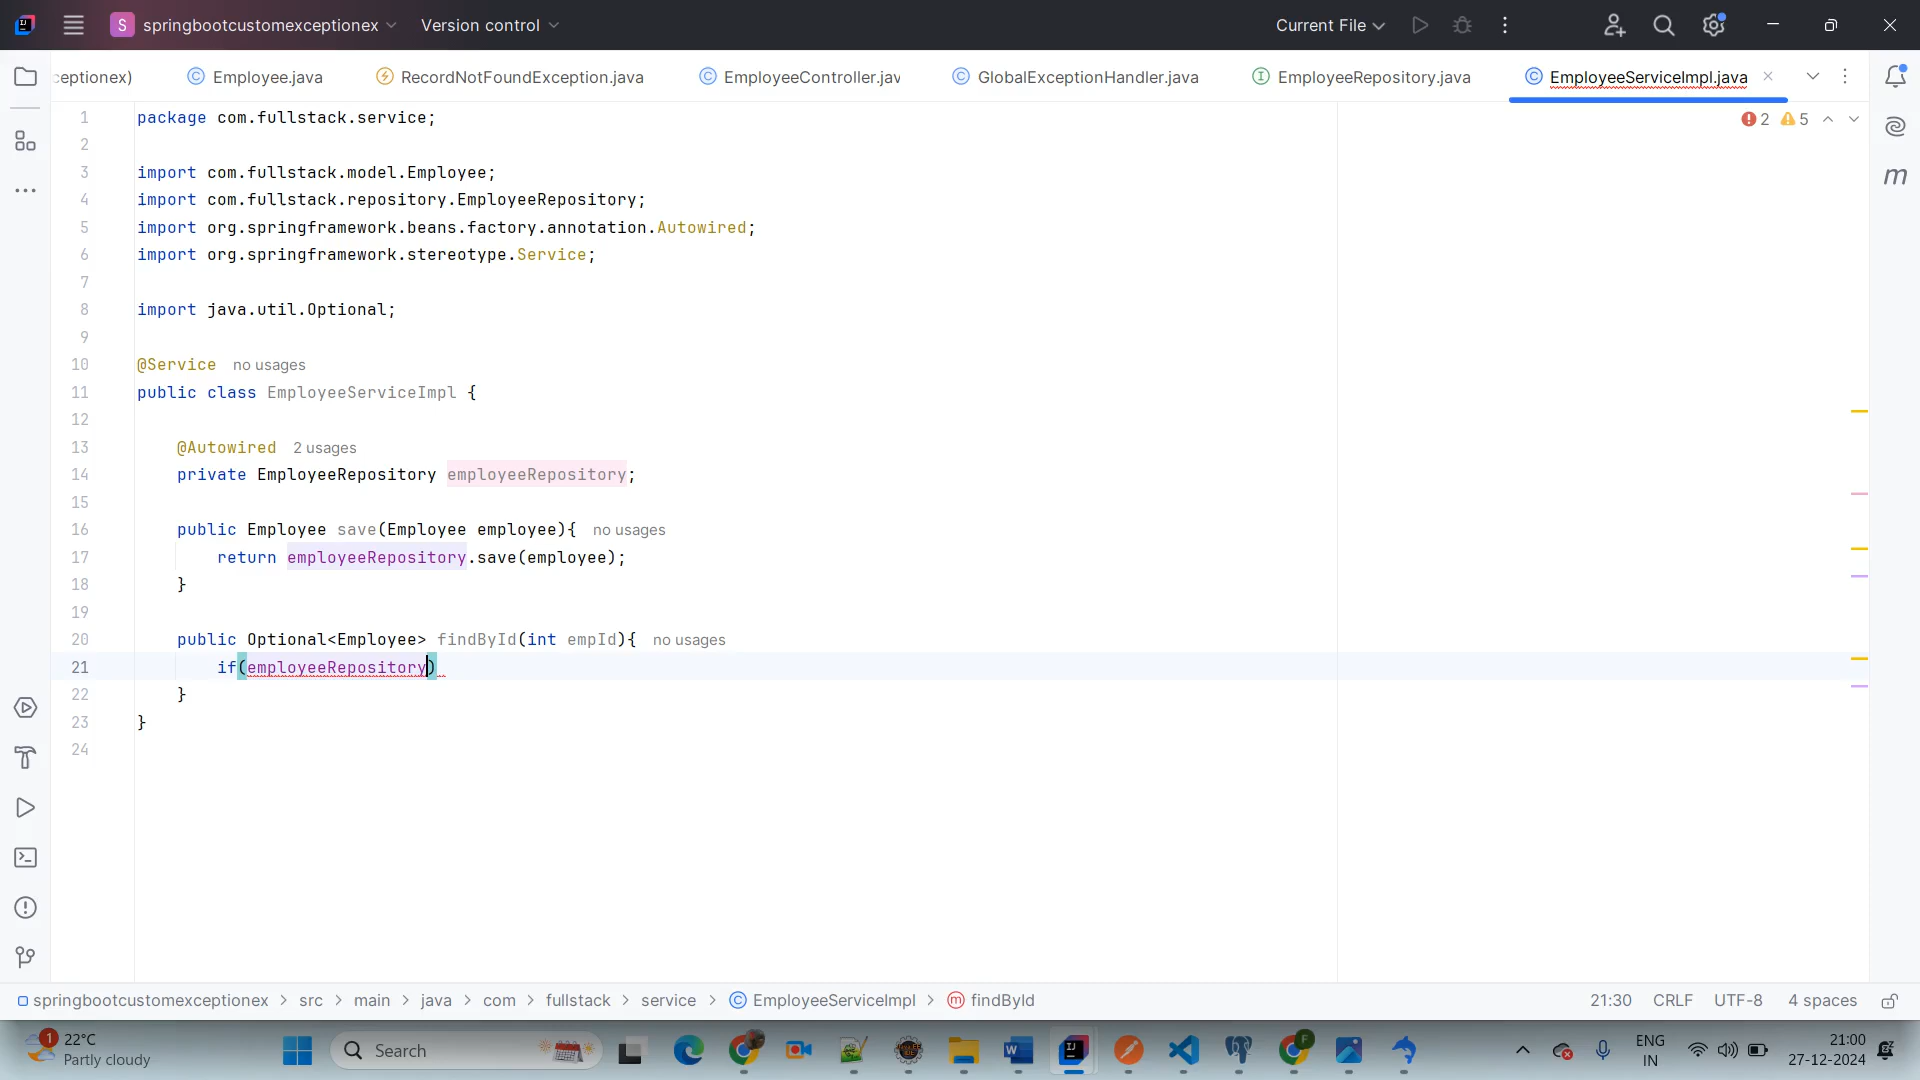 S springbootcustomexceptionex Version control Current File
ceptionex) Employee.java RecordNotFoundException.java EmployeeController.jav GlobalExceptionHandler.java EmployeeRepository.java EmployeeServiceImpl.java
1 package com.fullstack.service; 2 5
2
3 import com.fullstack.model.Employee;
4 import com.fullstack.repository.EmployeeRepository;
5 import org.springframework.beans.factory.annotation.Autowired;
6 import org.springframework.stereotype.Service;
7
8 import java.util.Optional;
9
10 @Service no usages
11 public class EmployeeServiceImpl {
12
13 @Autowired 2 usages
14 private EmployeeRepository employeeRepository;
15
16 public Employee save(Employee employee){ no usages
17 return employeeRepository.save(employee);
18 }
19
20 public Optional<Employee> findById(int empId){ no usages
21 if(employeeRepository)
22 }
23 }
24
springbootcustomexceptionex > src > main > java > com > fullstack > service > EmployeeServiceImpl > findById 21:30 CRLF UTF-8 4 spaces
1 22°C
Partly cloudy
Search
ENG
IN
21:00
27-12-2024